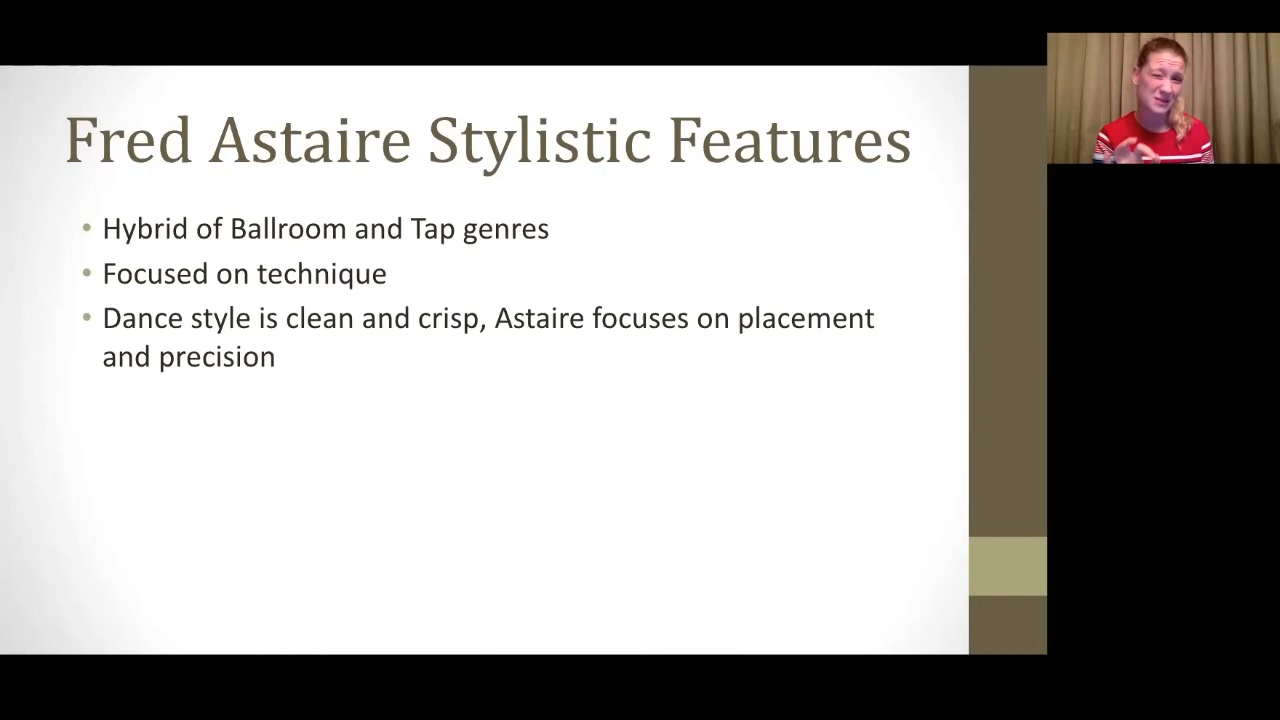 Fred Astaire Stylistic Features
• Hybrid of Ballroom and Tap genres
• Focused on technique
• Dance style is clean and crisp, Astaire focuses on placement
and precision